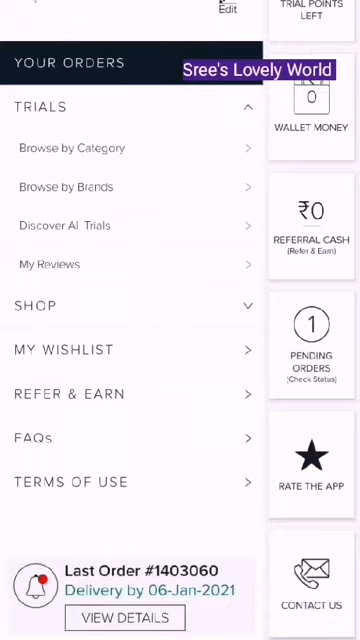 Edit
TRIAL POINTS
LEFT
YOUR ORDERS
Sree's Lovely World
TRIALS
0
WALLET MONEY
Browse by Category
Browse by Brands
Discover All Trials
My Reviews
₹0
REFERRAL CASH
(Refer & Earn)
SHOP
1
PENDING
ORDERS
(Check Status)
MY WISHLIST
REFER & EARN
FAQs
TERMS OF USE
RATE THE APP
Last Order #1403060
Delivery by 06-Jan-2021
VIEW DETAILS
CONTACT US